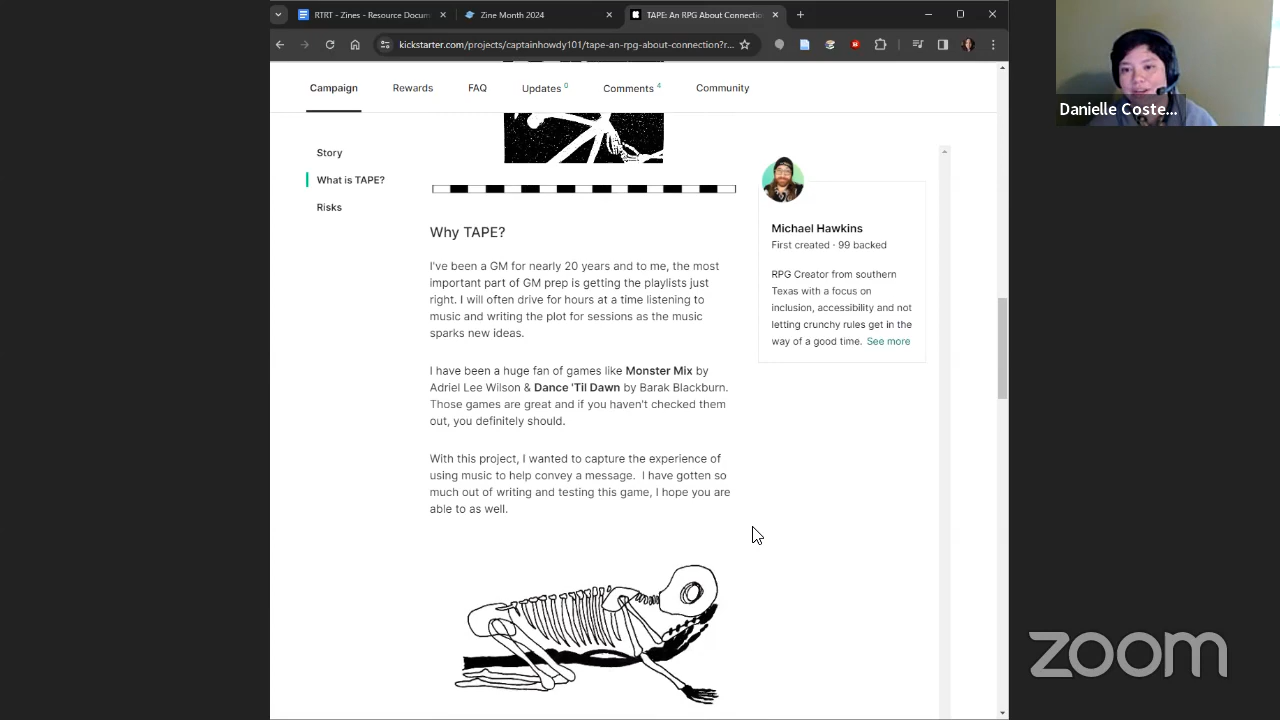 RTRT - Zines - Resource Docum
Zine Month 2024
TAPE: An RPG About Connectio
kickstarter.com/projects/captainhowdy101/tape-an-rpg-about-connection?r...
Campaign
Rewards
FAQ
Updates 0
Comments 4
Community
Story
What is TAPE?
Risks
Why TAPE?
I've been a GM for nearly 20 years and to me, the most
important part of GM prep is getting the playlists just
right. I will often drive for hours at a time listening to
music and writing the plot for sessions as the music
sparks new ideas.
I have been a huge fan of games like Monster Mix by
Adriel Lee Wilson & Dance 'Til Dawn by Barak Blackburn.
Those games are great and if you haven't checked them
out, you definitely should.
With this project, I wanted to capture the experience of
using music to help convey a message.  I have gotten so
much out of writing and testing this game, I hope you are
able to as well.
Michael Hawkins
First created · 99 backed
RPG Creator from southern
Texas with a focus on
inclusion, accessibility and not
letting crunchy rules get in the
way of a good time. See more
Danielle Coste...
zoom